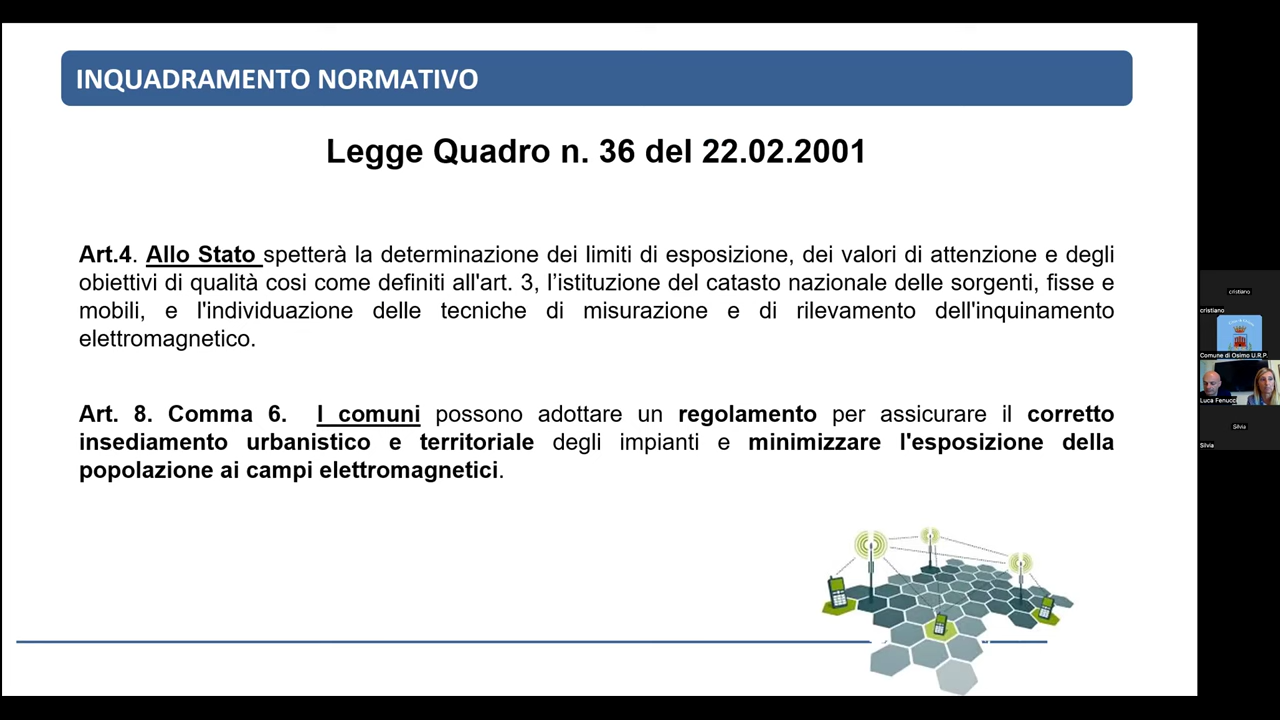 INQUADRAMENTO NORMATIVO
Legge Quadro n. 36 del 22.02.2001
Art.4. Allo Stato spetterà la determinazione dei limiti di esposizione, dei valori di attenzione e degli
obiettivi di qualità cosi come definiti all'art. 3, l’istituzione del catasto nazionale delle sorgenti, fisse e
mobili, e l'individuazione delle tecniche di misurazione e di rilevamento dell'inquinamento
elettromagnetico.
Art. 8. Comma 6. I comuni possono adottare un regolamento per assicurare il corretto
insediamento urbanistico e territoriale degli impianti e minimizzare l'esposizione della
popolazione ai campi elettromagnetici.
cristiano
cristiano
Comune di Osimo U.R.P.
Luca Fenucci
Silvia
Silvia